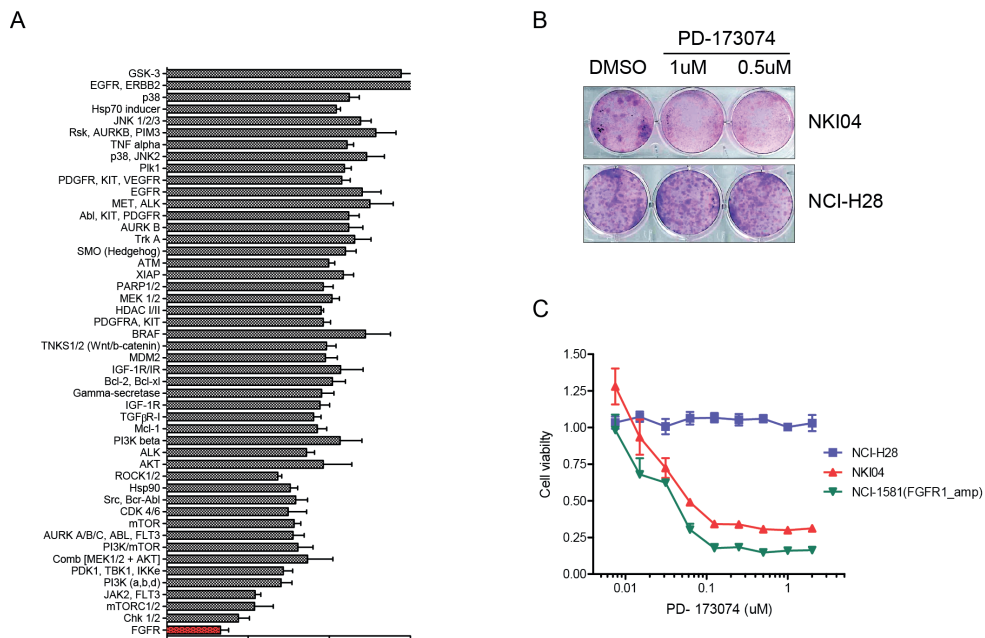 A
GSK-3
EGFR, ERBB2
p38
Hsp70 inducer
JNK 1/2/3
Rsk, AURKB, PIM3
TNF alpha
p38, JNK2
Plk1
PDGFR, KIT, VEGFR
EGFR
MET, ALK
Abl, KIT, PDGFR
AURK B
Trk A
SMO (Hedgehog)
ATM
XIAP
PARP1/2
MEK 1/2
HDAC I/II
PDGFRA, KIT
BRAF
TNKS1/2 (Wnt/b-catenin)
MDM2
IGF-1R/IR
Bcl-2, Bcl-xl
Gamma-secretase
IGF-1R
TGFβR-I
Mcl-1
PI3K beta
ALK
AKT
ROCK1/2
Hsp90
Src, Bcr-Abl
CDK 4/6
mTOR
AURK A/B/C, ABL, FLT3
PI3K/mTOR
Comb [MEK1/2 + AKT]
PDK1, TBK1, IKKe
PI3K (a,b,d)
JAK2, FLT3
mTORC1/2
Chk 1/2
FGFR
B
PD-173074
DMSO 1uM 0.5uM
NKI04
NCI-H28
C
1.50
1.25
1.00
0.75
0.50
0.25
0.00
Cell viability
0.01 0.1 1
PD- 173074 (uM)
NCI-H28
NKI04
NCI-1581(FGFR1_amp)